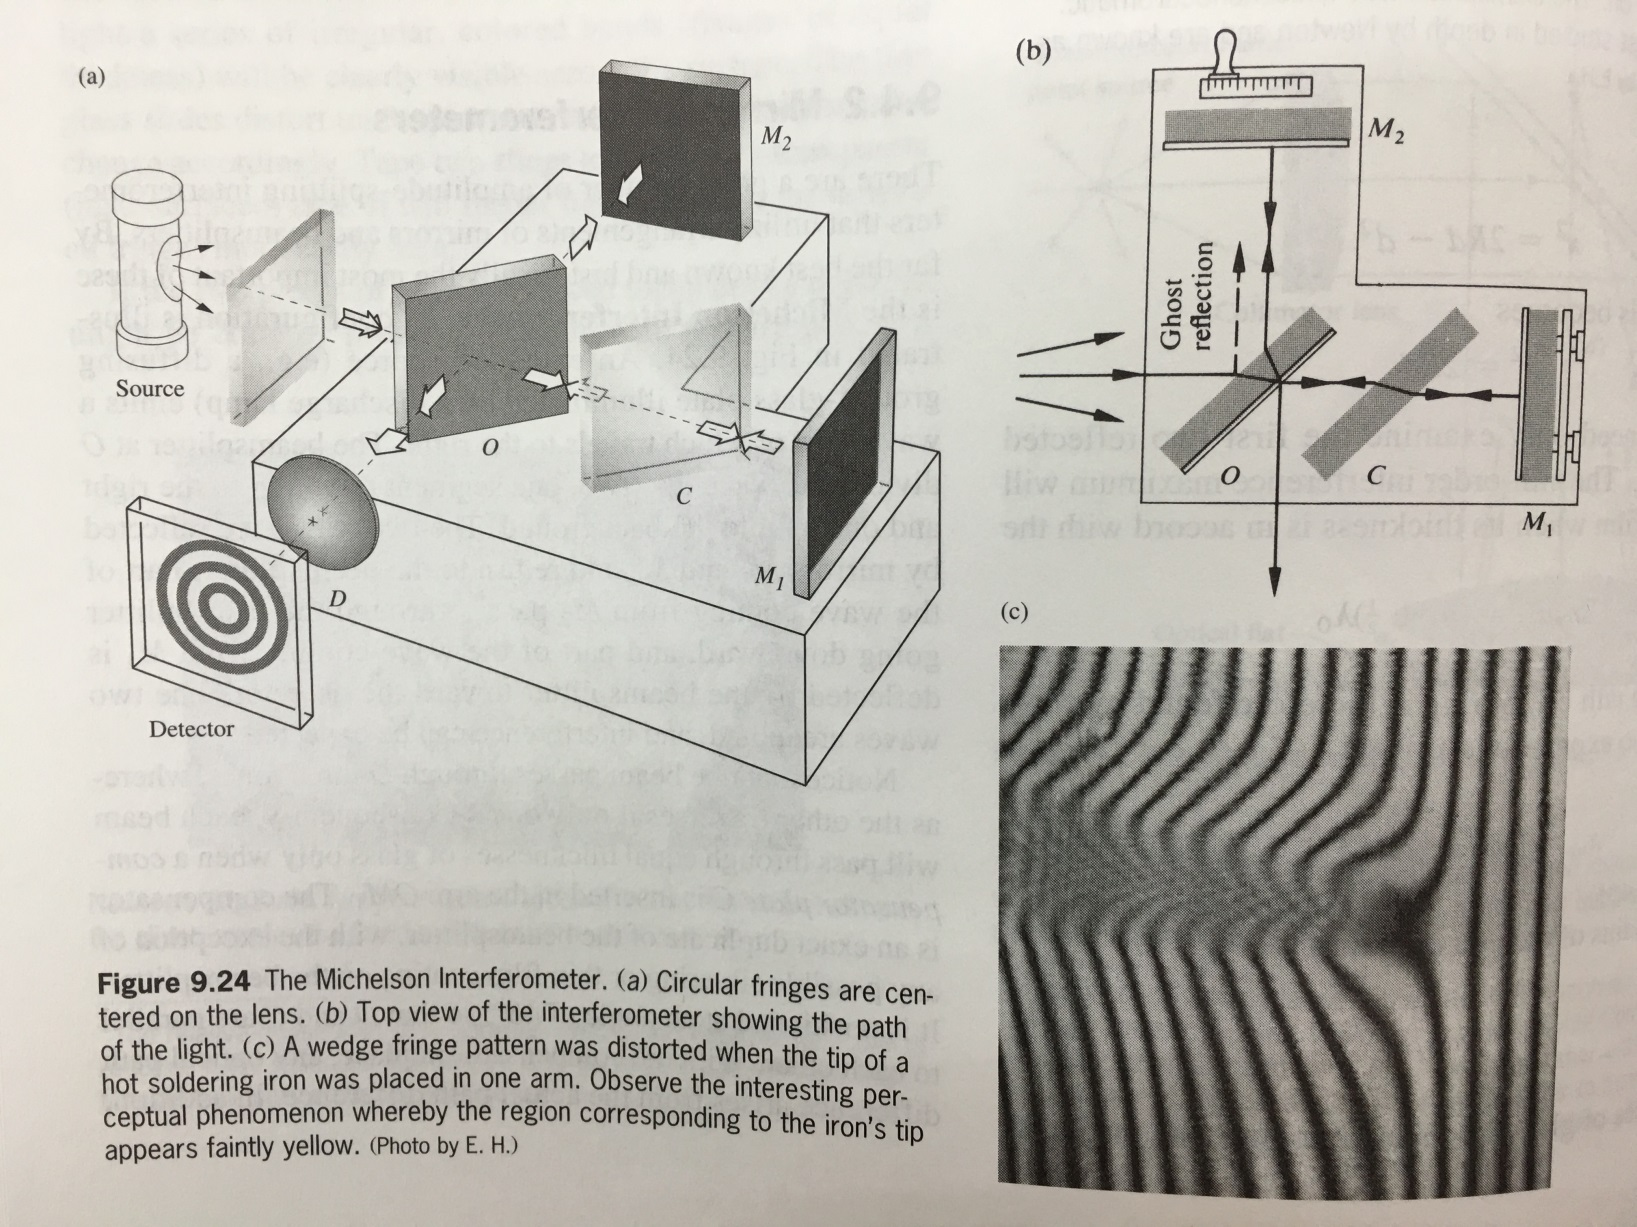 (a)
M2
Source
O
C
M1
D
Detector
Figure 9.24 The Michelson Interferometer. (a) Circular fringes are cen-
tered on the lens. (b) Top view of the interferometer showing the path
of the light. (c) A wedge fringe pattern was distorted when the tip of a
hot soldering iron was placed in one arm. Observe the interesting per-
ceptual phenomenon whereby the region corresponding to the iron's tip
appears faintly yellow. (Photo by E. H.)
(b)
M2
Ghost
reflection
O
C
M1
(c)